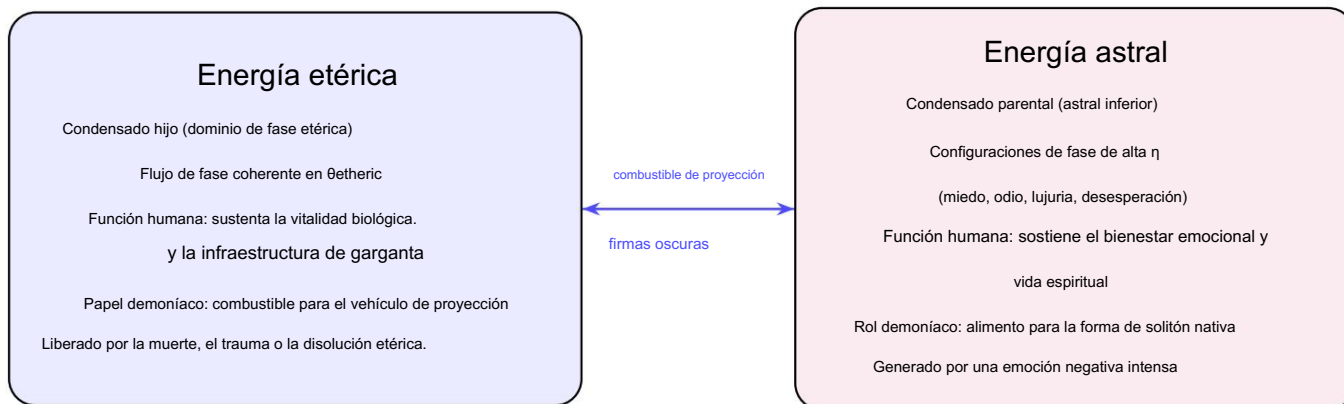 Energía etérica
Condensado hijo (dominio de fase etérica)
Flujo de fase coherente en θetheric
Función humana: sustenta la vitalidad biológica.
y la infraestructura de garganta
Papel demoníaco: combustible para el vehículo de proyección
Liberado por la muerte, el trauma o la disolución etérica.
combustible de proyección
firmas oscuras
Energía astral
Condensado parental (astral inferior)
Configuraciones de fase de alta η
(miedo, odio, lujuria, desesperación)
Función humana: sostiene el bienestar emocional y
vida espiritual
Rol demoníaco: alimento para la forma de solitón nativa
Generado por una emoción negativa intensa